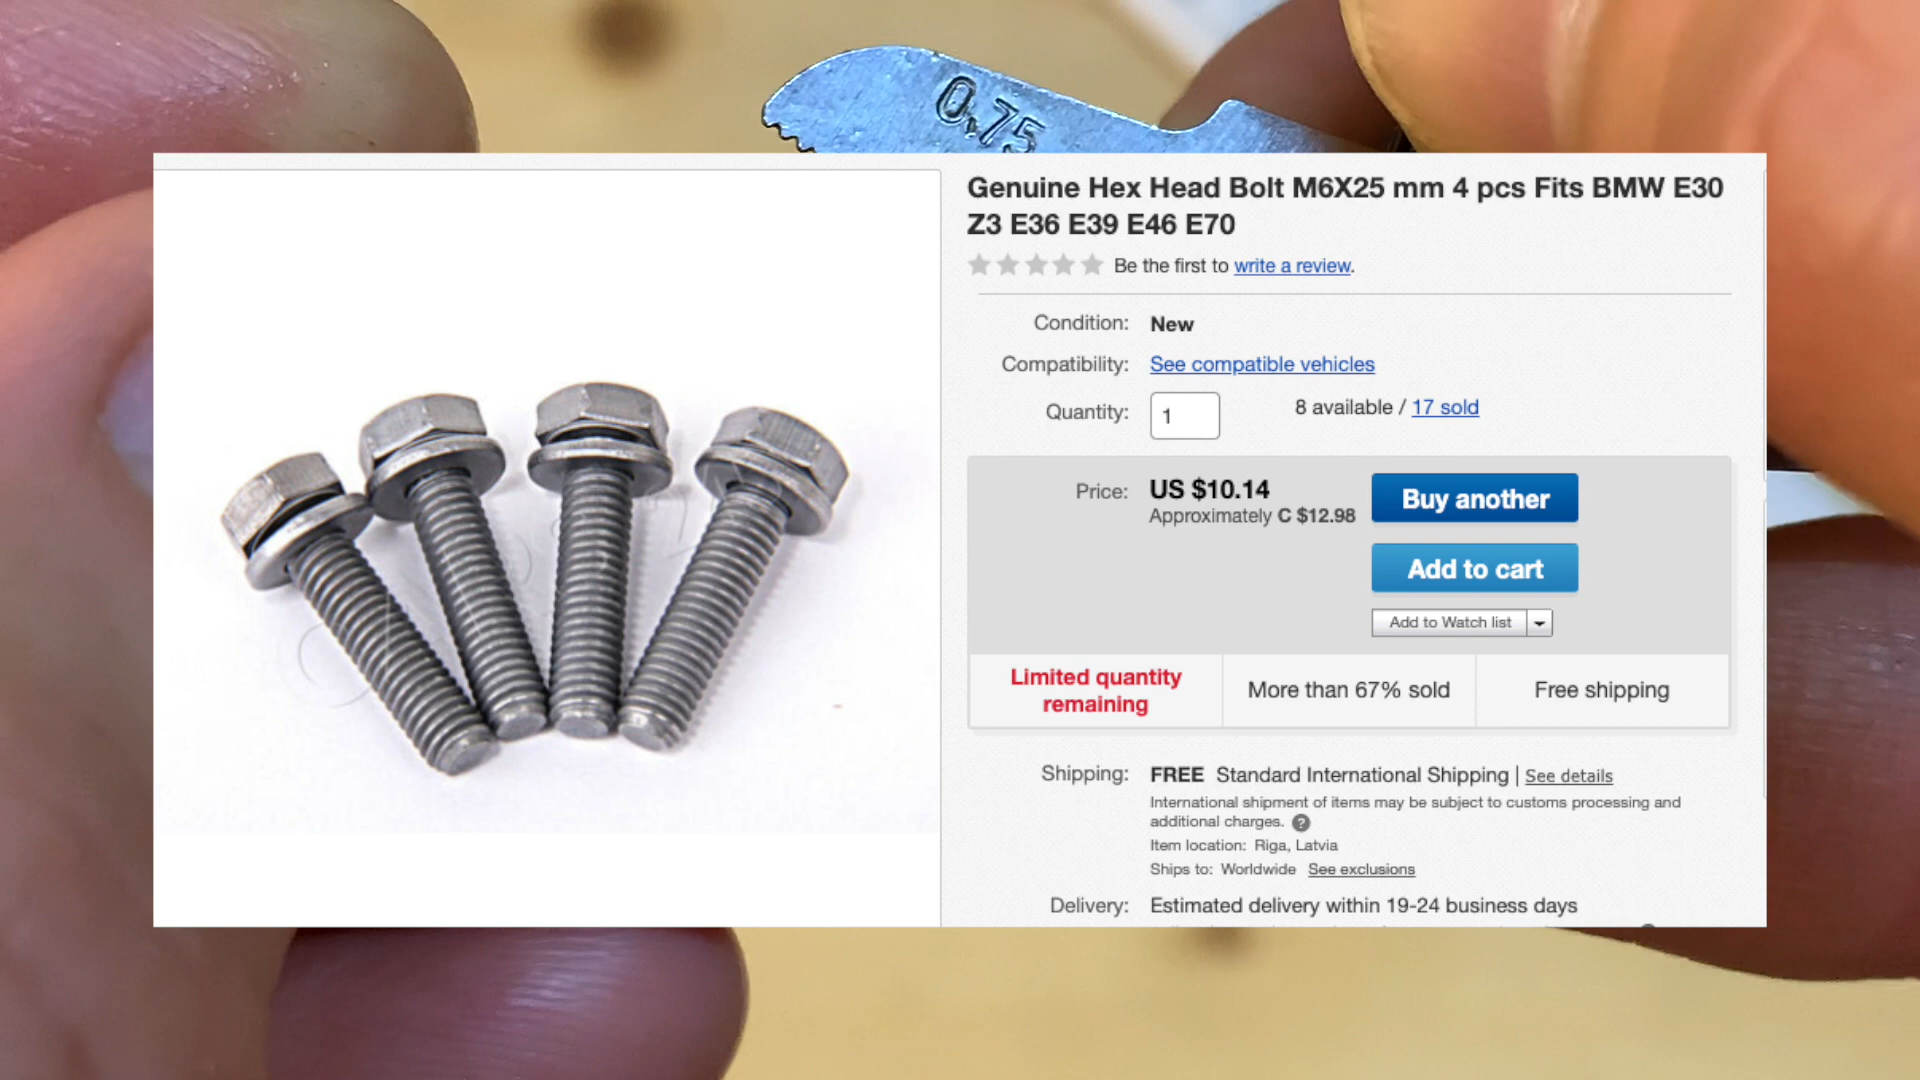 0.75
Genuine Hex Head Bolt M6X25 mm 4 pcs Fits BMW E30
Z3 E36 E39 E46 E70
Be the first to write a review.
Condition: New
Compatibility: See compatible vehicles
Quantity: 1 8 available / 17 sold
Price: US $10.14
Buy another
Approximately C $12.98
Add to cart
Add to Watch list
Limited quantity
remaining
More than 67% sold
Free shipping
Shipping: FREE Standard International Shipping | See details
International shipment of items may be subject to customs processing and
additional charges. ?
Item location: Riga, Latvia
Ships to: Worldwide See exclusions
Delivery: Estimated delivery within 19-24 business days